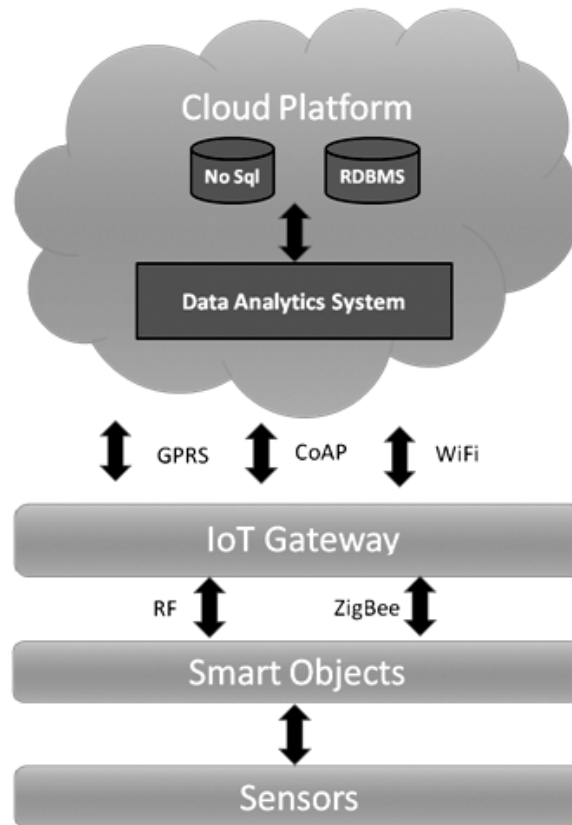 Cloud Platform
No Sql
RDBMS
Data Analytics System
GPRS
CoAP
WiFi
IoT Gateway
RF
ZigBee
Smart Objects
Sensors